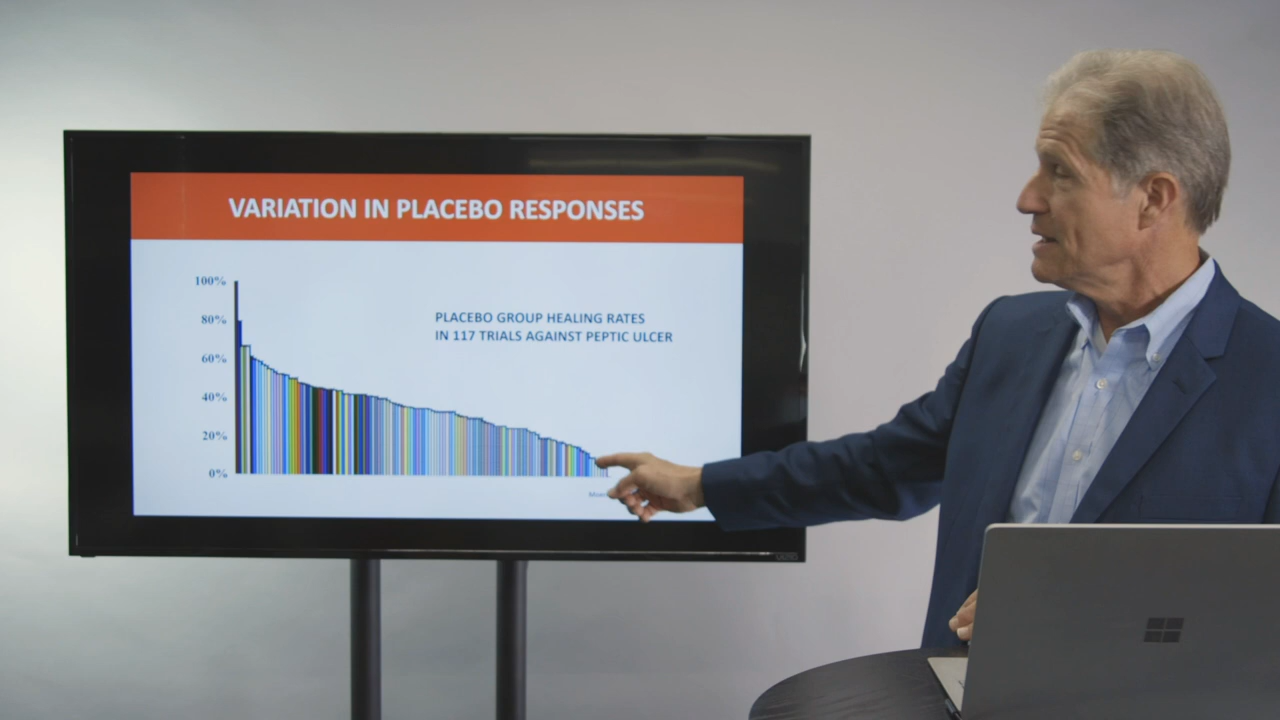 VARIATION IN PLACEBO RESPONSES
100%
80%
60%
40%
20%
0%
PLACEBO GROUP HEALING RATES
IN 117 TRIALS AGAINST PEPTIC ULCER